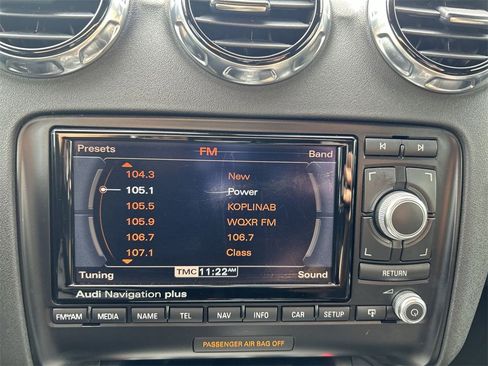 Presets FM Band
104.3 New
105.1 Power
105.5 KOPLINAB
105.9 WQXR FM
106.7 106.7
107.1 Class
Tuning TMC 11:22 AM Sound
RETURN
Audi Navigation plus
FM/AM MEDIA NAME TEL NAV INFO CAR SETUP
PASSENGER AIR BAG OFF